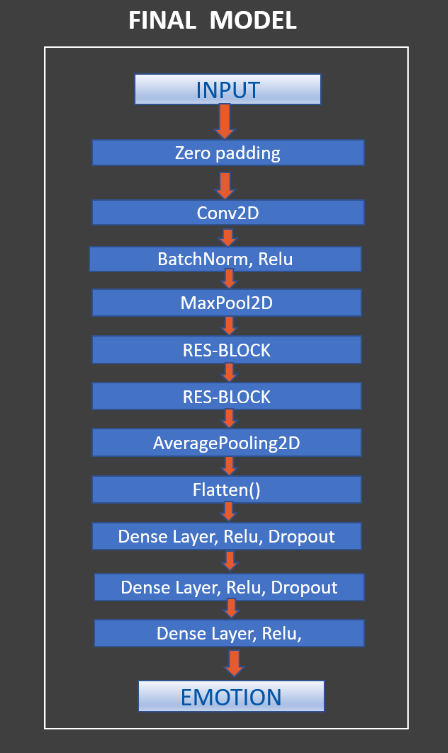 FINAL MODEL
INPUT
Zero padding
Conv2D
BatchNorm, Relu
MaxPool2D
RES-BLOCK
RES-BLOCK
AveragePooling2D
Flatten()
Dense Layer, Relu, Dropout
Dense Layer, Relu, Dropout
Dense Layer, Relu,
EMOTION